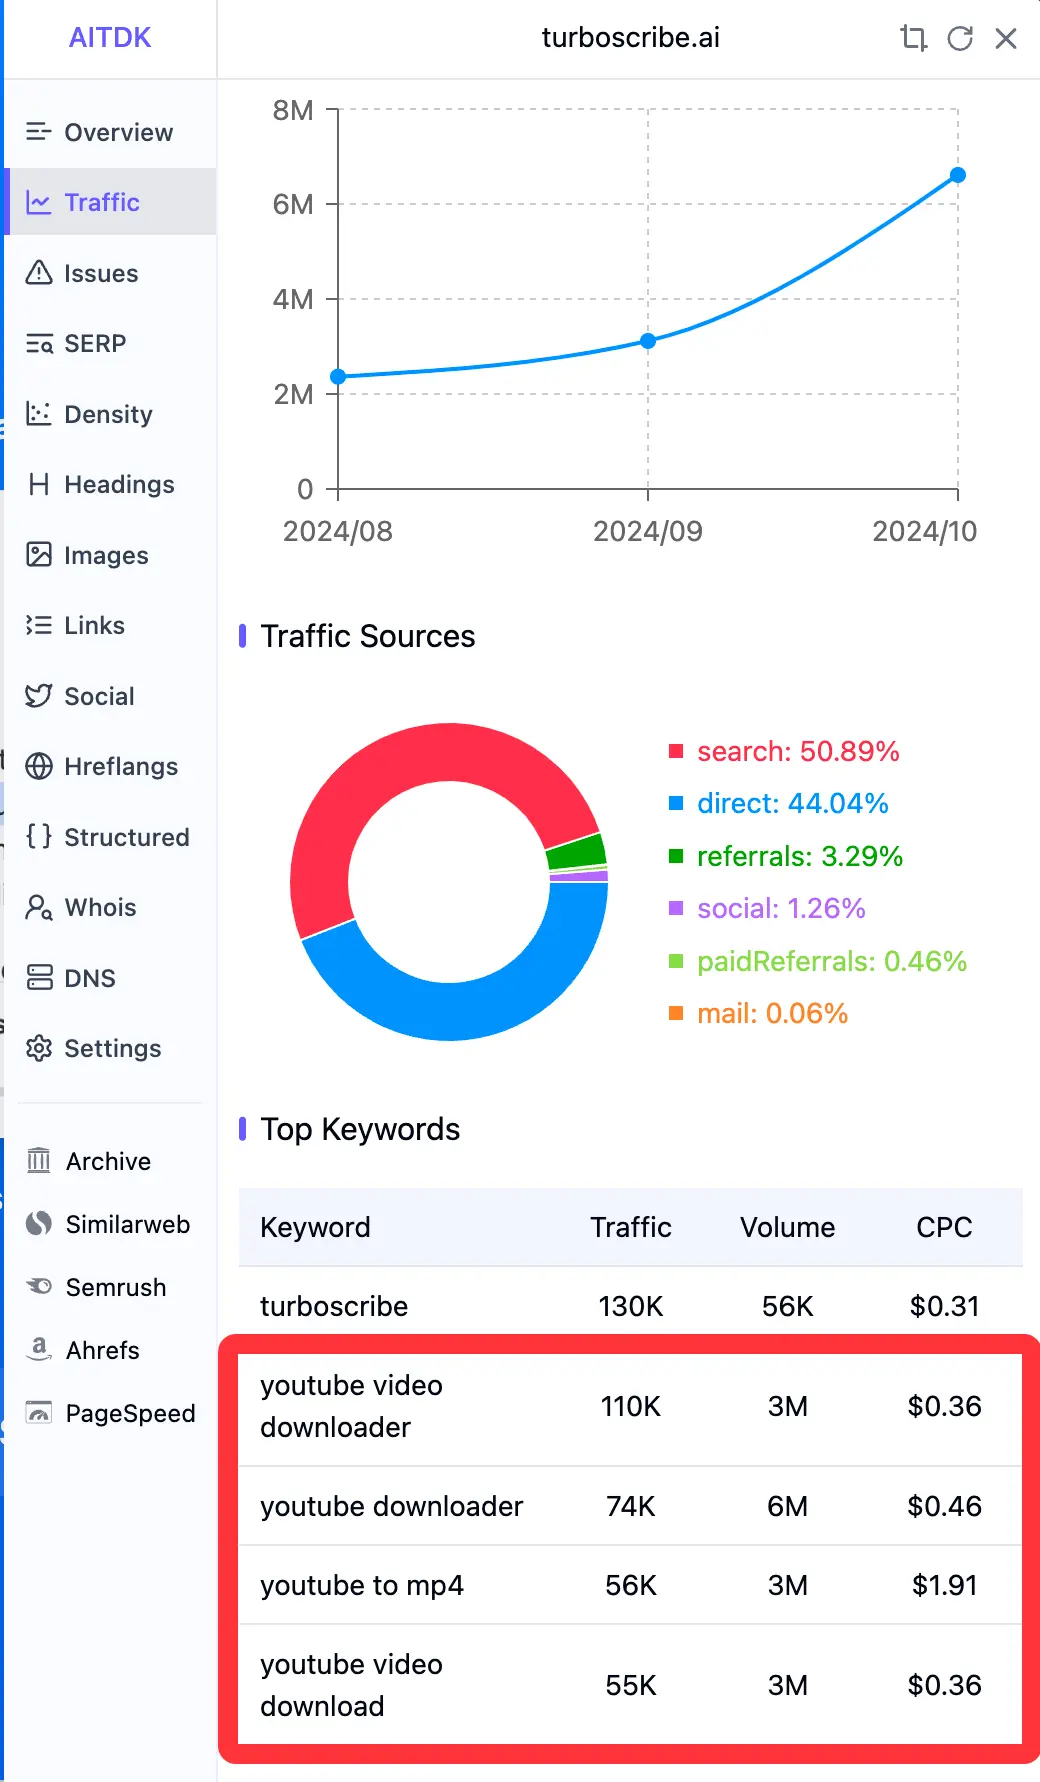 AITDK
turboscribe.ai
Overview
Traffic
Issues
SERP
Density
Headings
Images
Links
Social
Hreflangs
Structured
Whois
DNS
Settings
Archive
Similarweb
Semrush
Ahrefs
PageSpeed
8M
6M
4M
2M
0
2024/08 2024/09 2024/10
Traffic Sources
search: 50.89%
direct: 44.04%
referrals: 3.29%
social: 1.26%
paidReferrals: 0.46%
mail: 0.06%
Top Keywords
Keyword Traffic Volume CPC
turboscribe 130K 56K $0.31
youtube video
downloader 110K 3M $0.36
youtube downloader 74K 6M $0.46
youtube to mp4 56K 3M $1.91
youtube video
download 55K 3M $0.36